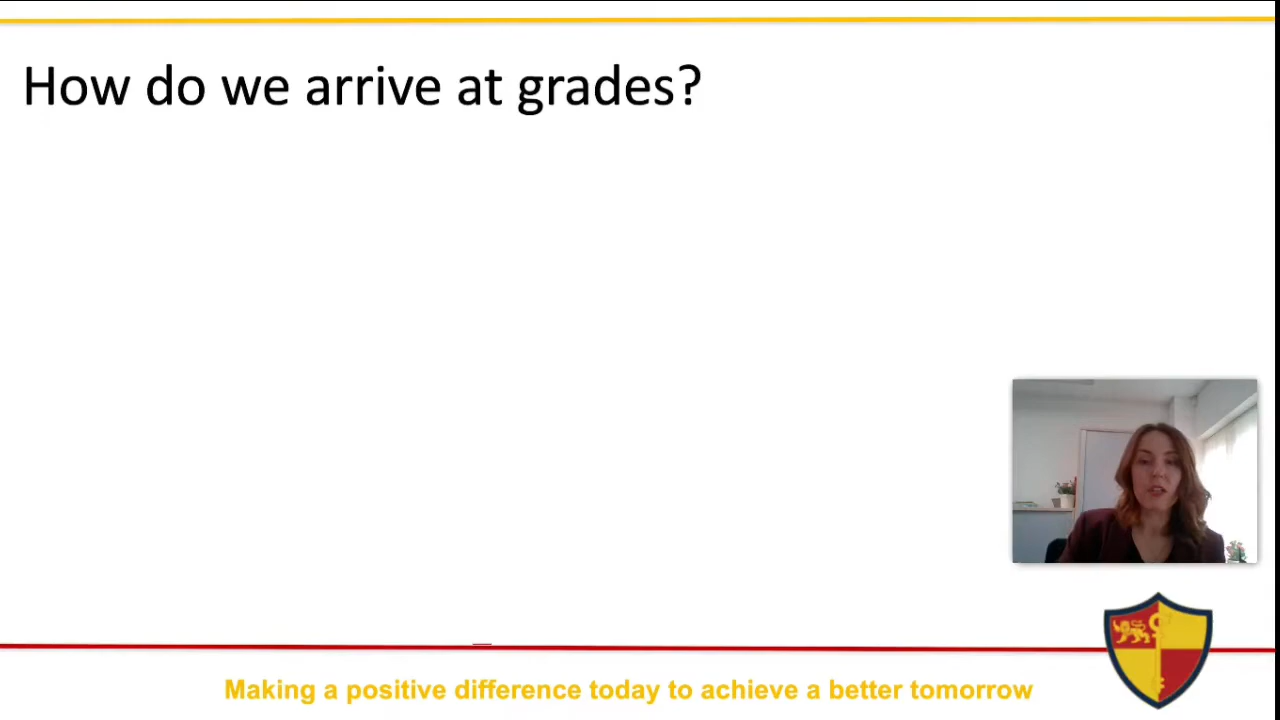 How do we arrive at grades?
Making a positive difference today to achieve a better tomorrow